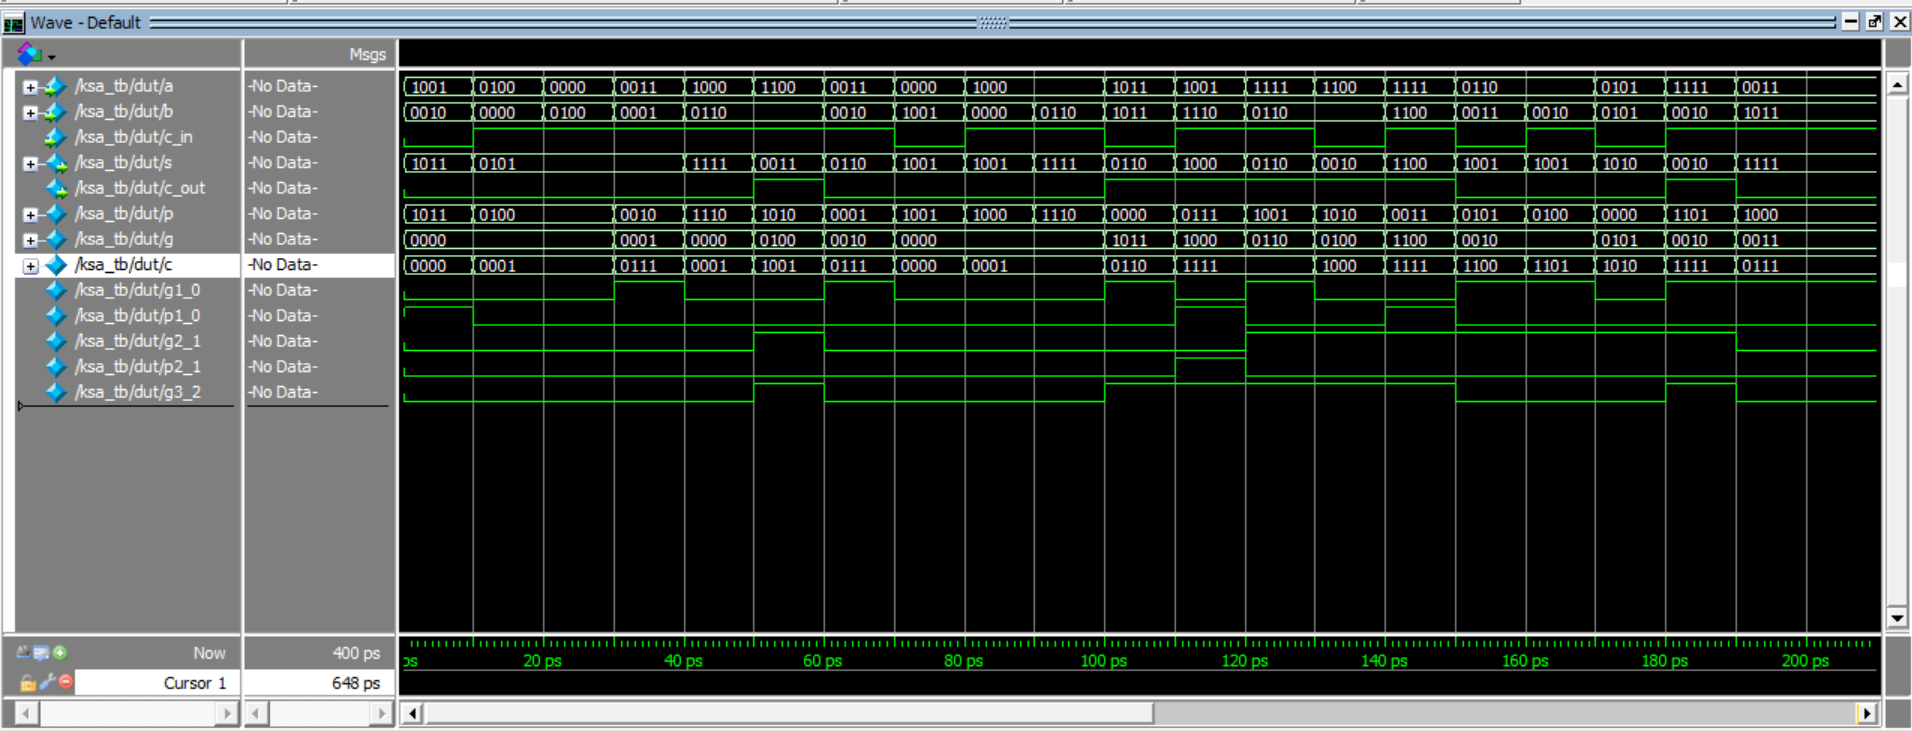 Wave - Default
Msgs
/ksa_tb/dut/a -No Data- 1001 0100 0000 0011 1000 1100 0011 0000 1000 1011 1001 1111 1100 1111 0110 0101 1111 0011
/ksa_tb/dut/b -No Data- 0010 0000 0100 0001 0110 0010 1001 0000 0110 1011 1110 0110 1100 0011 0010 0101 0010 1011
/ksa_tb/dut/c_in -No Data-
/ksa_tb/dut/s -No Data- 1011 0101 1111 0011 0110 1001 1001 1111 0110 1000 0110 0010 1100 1001 1001 1010 0010 1111
/ksa_tb/dut/c_out -No Data-
/ksa_tb/dut/p -No Data- 1011 0100 0010 1110 1010 0001 1001 1000 1110 0000 0111 1001 1010 0011 0101 0100 0000 1101 1000
/ksa_tb/dut/g -No Data- 0000 0001 0000 0100 0010 0000 1011 1000 0110 0100 1100 0010 0101 0010 0011
/ksa_tb/dut/c -No Data- 0000 0001 0111 0001 1001 0111 0000 0001 0110 1111 1000 1111 1100 1101 1010 1111 0111
/ksa_tb/dut/g1_0 -No Data-
/ksa_tb/dut/p1_0 -No Data-
/ksa_tb/dut/g2_1 -No Data-
/ksa_tb/dut/p2_1 -No Data-
/ksa_tb/dut/g3_2 -No Data-
Now 400 ps ps 20 ps 40 ps 60 ps 80 ps 100 ps 120 ps 140 ps 160 ps 180 ps 200 ps
Cursor 1 648 ps